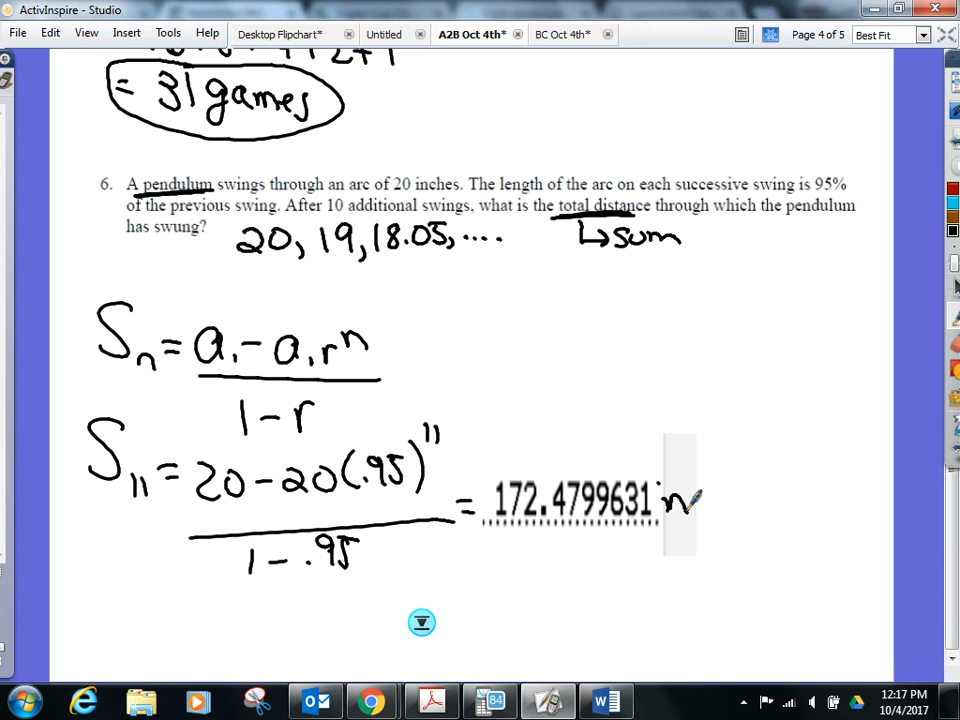 ActivInspire - Studio
File Edit View Insert Tools Help Desktop Flipchart* Untitled A2B Oct 4th* BC Oct 4th* Page 4 of 5 Best Fit
= 31 games
6. A pendulum swings through an arc of 20 inches. The length of the arc on each successive swing is 95%
of the previous swing. After 10 additional swings, what is the total distance through which the pendulum
has swung?
20, 19, 18.05, .... ↳sum
Sn = a₁ - a₁rⁿ
1 - r
S₁₁ = 20 - 20(.95)¹¹
= 172.4799631 in
1 - .95
84
12:17 PM
10/4/2017